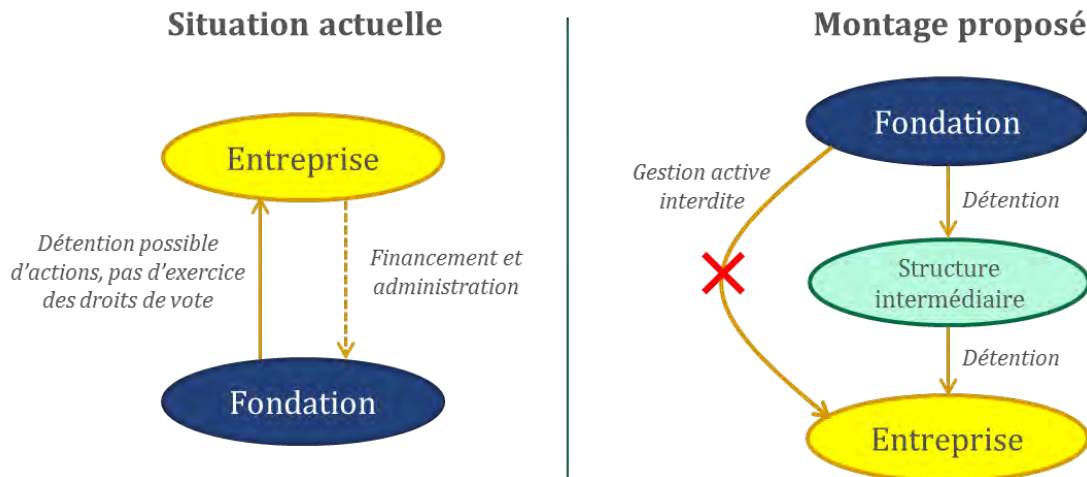 Situation actuelle
Entreprise
Détention possible
d'actions, pas d'exercice
des droits de vote
Financement et
administration
Fondation
Montage proposé
Fondation
Gestion active
interdite
Détention
Structure
intermédiaire
Détention
Entreprise